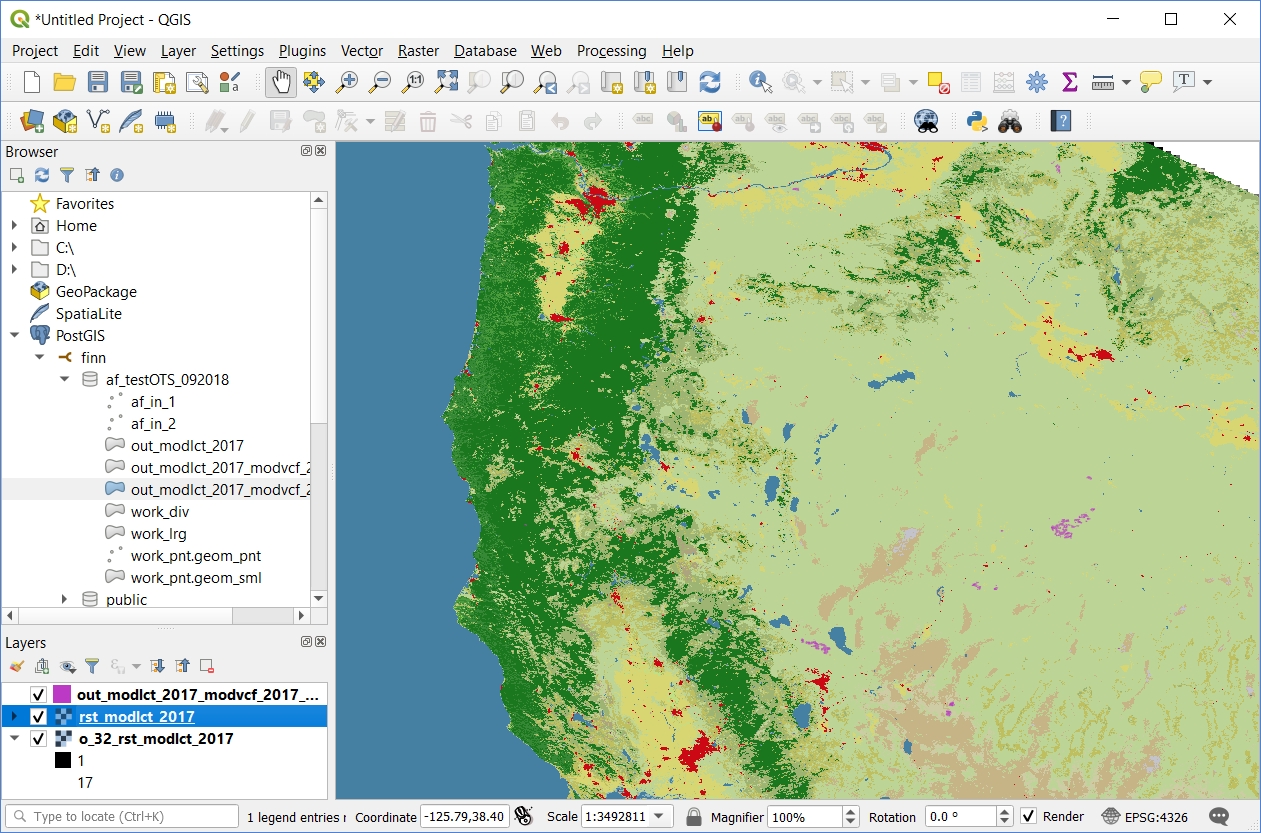 *Untitled Project - QGIS
Project Edit View Layer Settings Plugins Vector Raster Database Web Processing Help
Browser
Favorites
Home
C:\
D:\
GeoPackage
SpatiaLite
PostGIS
finn
af_testOTS_092018
af_in_1
af_in_2
out_modlct_2017
out_modlct_2017_modvcf_2
out_modlct_2017_modvcf_2
work_div
work_lrg
work_pnt.geom_pnt
work_pnt.geom_sml
public
Layers
out_modlct_2017_modvcf_2017_...
rst_modlct_2017
o_32_rst_modlct_2017
1
17
Type to locate (Ctrl+K) 1 legend entries r Coordinate -125.79,38.40 Scale 1:3492811 Magnifier 100% Rotation 0.0 ° Render EPSG:4326